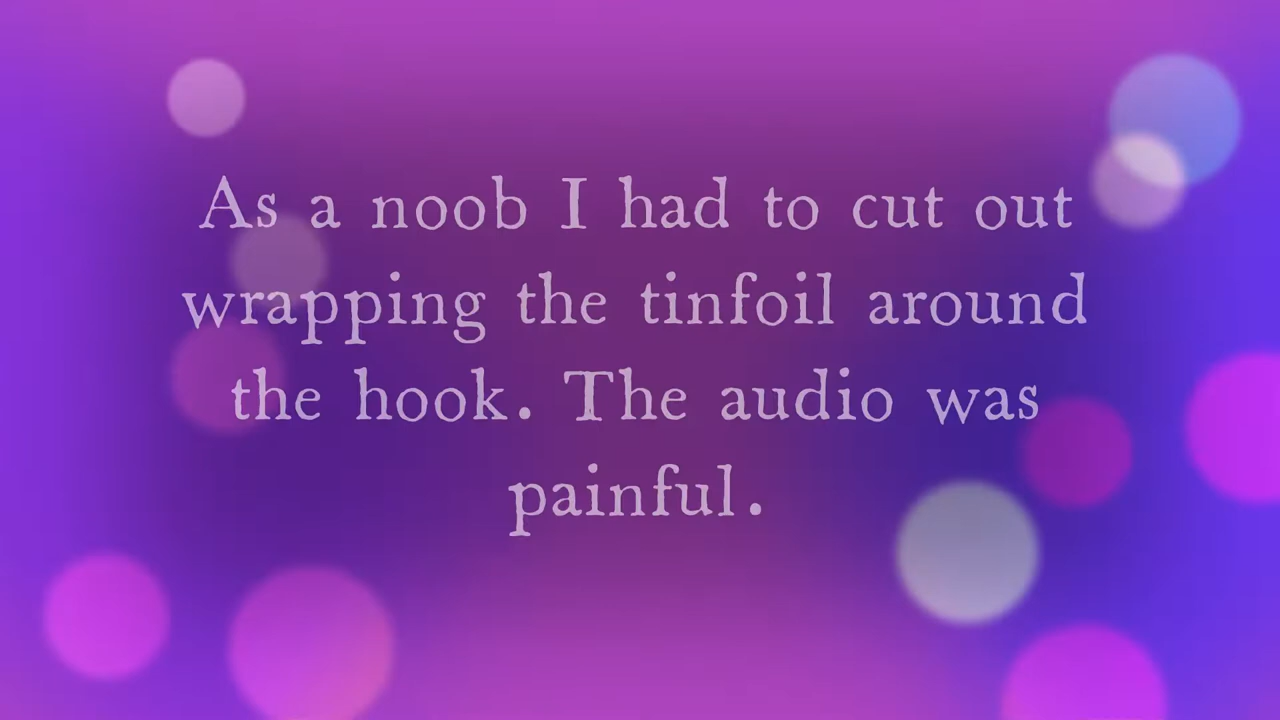 As a noob I had to cut out
wrapping the tinfoil around
the hook. The audio was
painful.